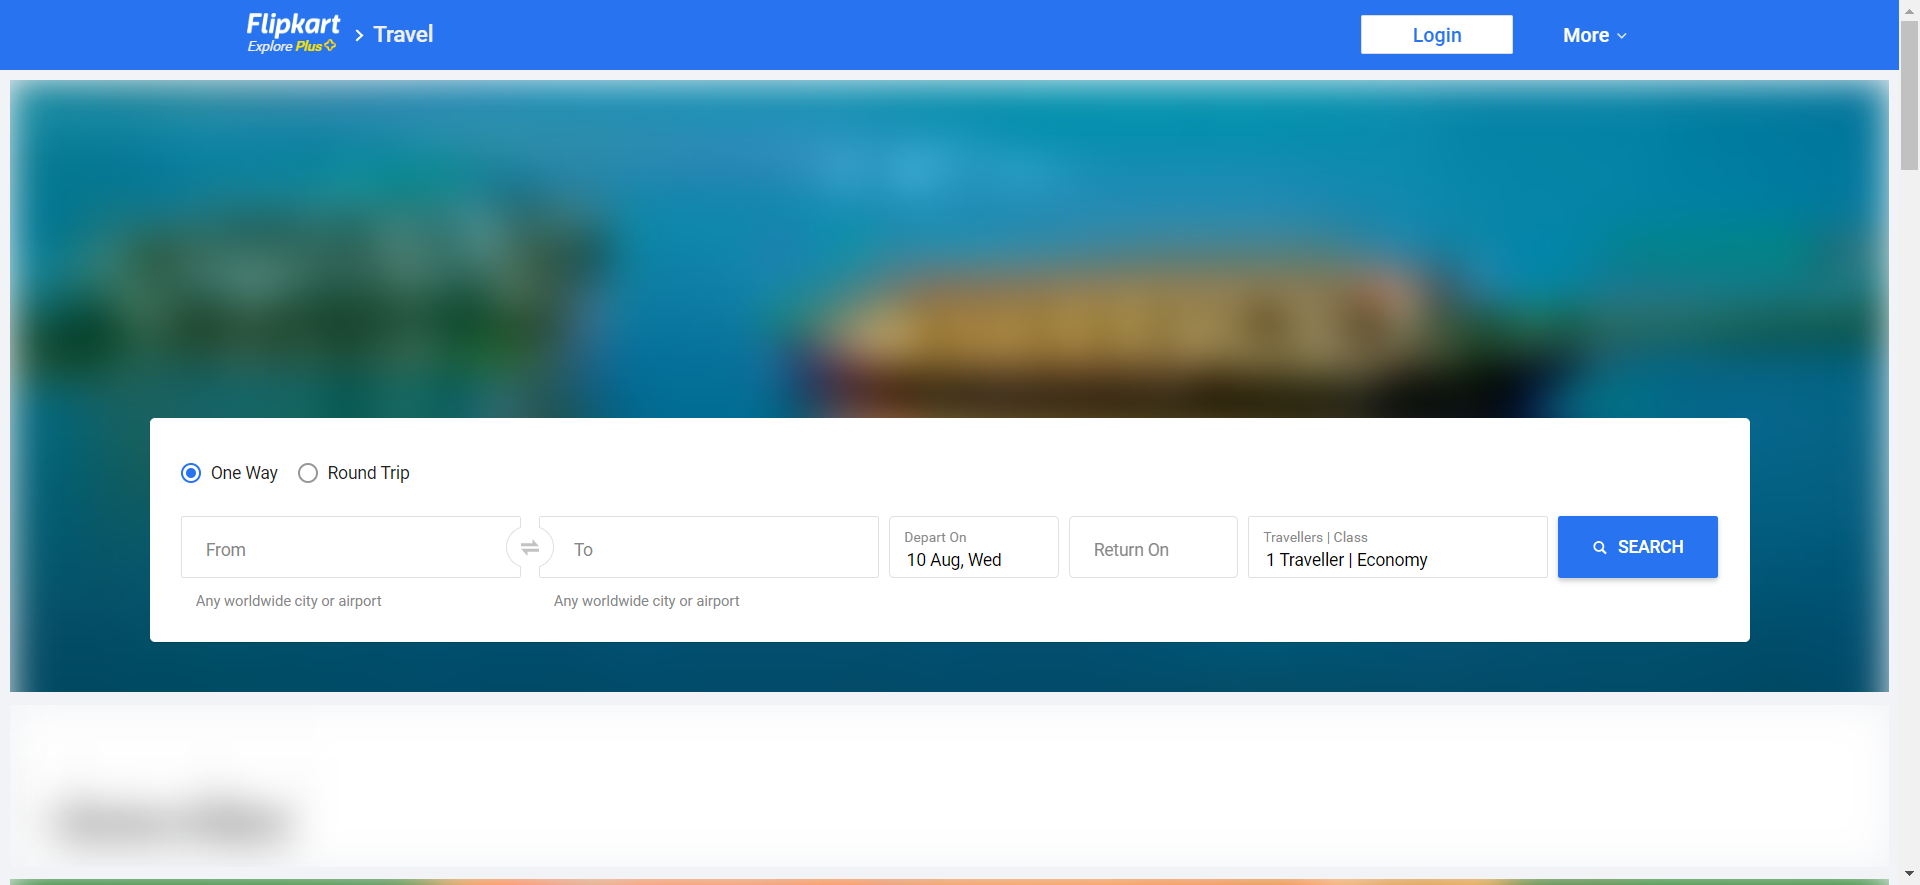 Flipkart
Explore Plus
Travel
Login
More
One Way
Round Trip
From
To
Depart On
10 Aug, Wed
Return On
Travellers | Class
1 Traveller | Economy
SEARCH
Any worldwide city or airport
Any worldwide city or airport